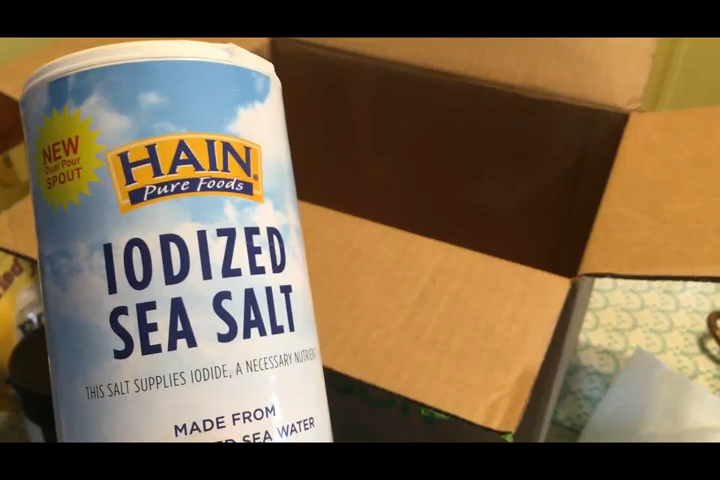 NEW
Dual Pour
SPOUT
HAIN
Pure Foods
IODIZED
SEA SALT
THIS SALT SUPPLIES IODIDE, A NECESSARY
MADE FROM
SEA WATER